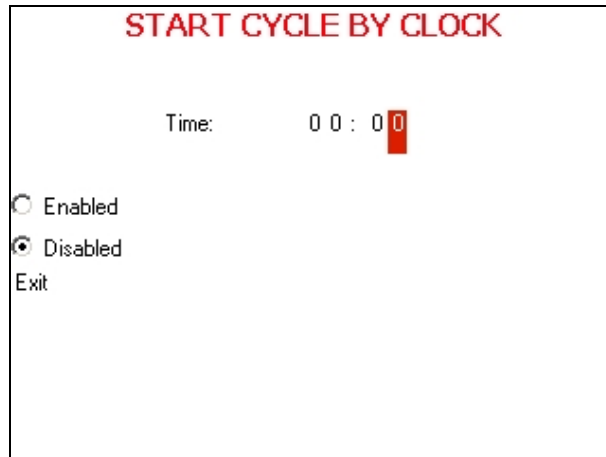 START CYCLE BY CLOCK
Time: 0 0 : 0 0
Enabled
Disabled
Exit